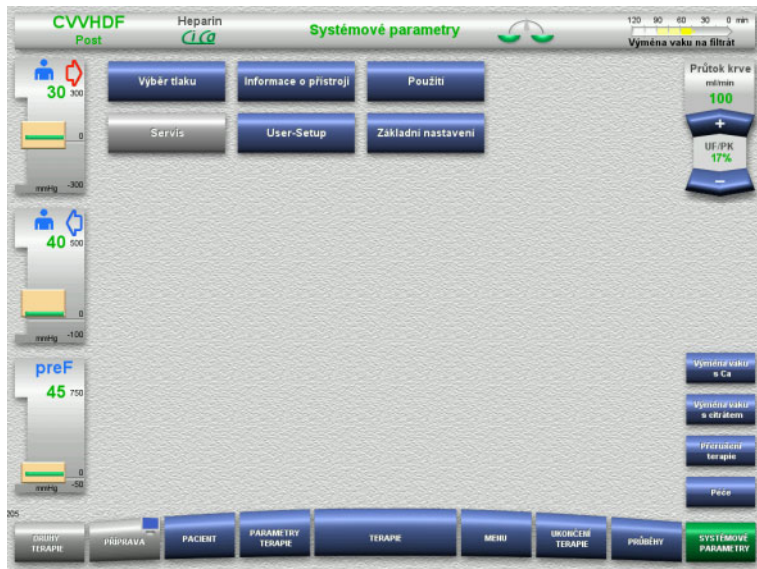 CVVHDF
Post
Heparin
CiCa
Systémové parametry
120 90 60 30 0 min
Výměna vaku na filtrát
30 300
0
mmHg -300
40 500
0
mmHg -100
preF
45 750
0
mmHg -50
Výběr tlaku
Informace o přístroji
Použití
Servis
User-Setup
Základní nastavení
Průtok krve
ml/min
100
+
UF/PK
17%
−
Výměna vaku
s Ca
Výměna vaku
s citrátem
Přerušení
terapie
Péče
205
DRUHY
TERAPIE
PŘÍPRAVA
PACIENT
PARAMETRY
TERAPIE
TERAPIE
MENU
UKONČENÍ
TERAPIE
PRŮBĚHY
SYSTÉMOVÉ
PARAMETRY